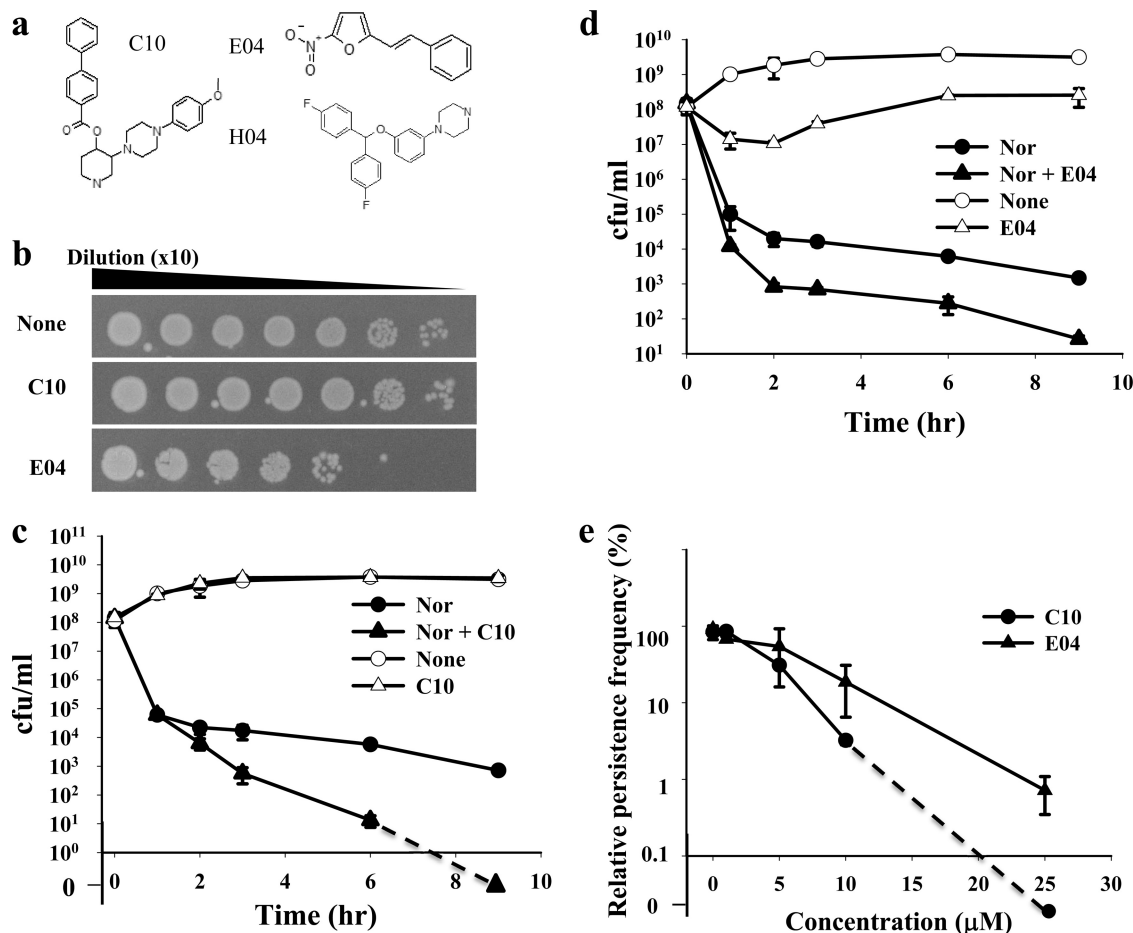 a
C10
E04
H04
O⁻
N⁺
O
O
O
O
O
N
N
N
F
O
N
N
F
b
Dilution (x10)
None
C10
E04
c
cfu/ml
10¹¹
10¹⁰
10⁹
10⁸
10⁷
10⁶
10⁵
10⁴
10³
10²
10¹
10⁰
0
0 2 4 6 8 10
Time (hr)
Nor
Nor + C10
None
C10
d
cfu/ml
10¹⁰
10⁹
10⁸
10⁷
10⁶
10⁵
10⁴
10³
10²
10¹
0 2 4 6 8 10
Time (hr)
Nor
Nor + E04
None
E04
e
Relative persistence frequency (%)
100
10
1
0.1
0
0 5 10 15 20 25 30
Concentration (μM)
C10
E04